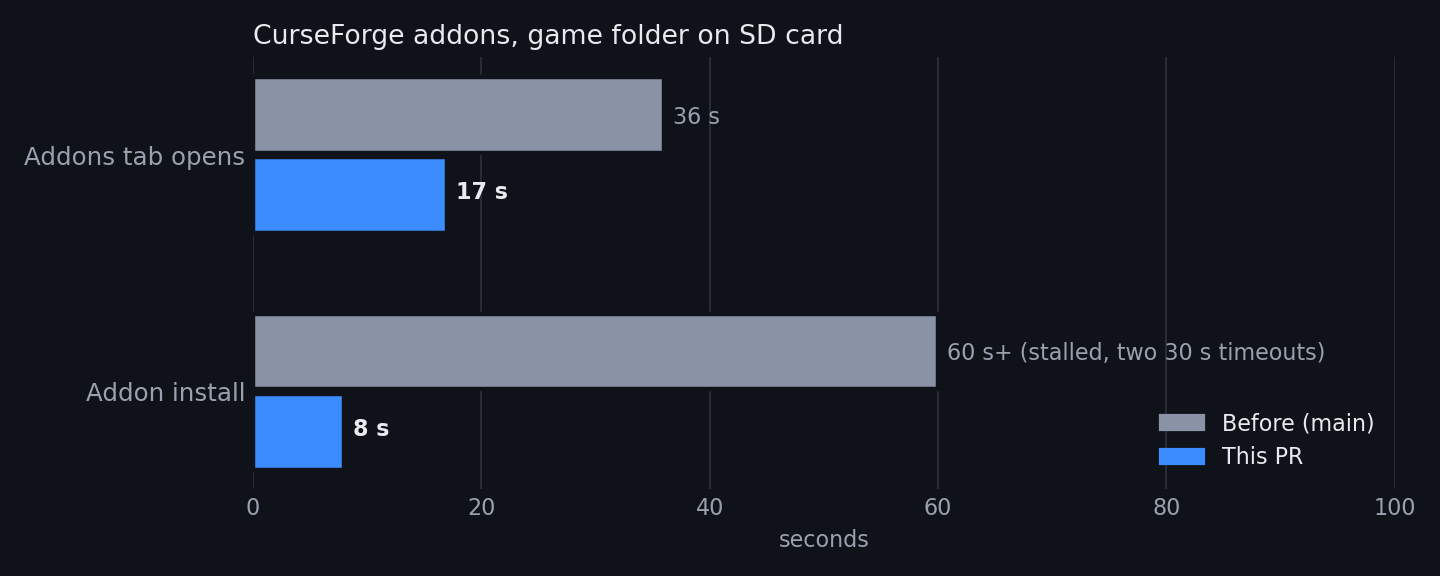 CurseForge addons, game folder on SD card
Addons tab opens
36 s
17 s
Addon install
60 s+ (stalled, two 30 s timeouts)
8 s
Before (main)
This PR
0 20 40 60 80 100
seconds